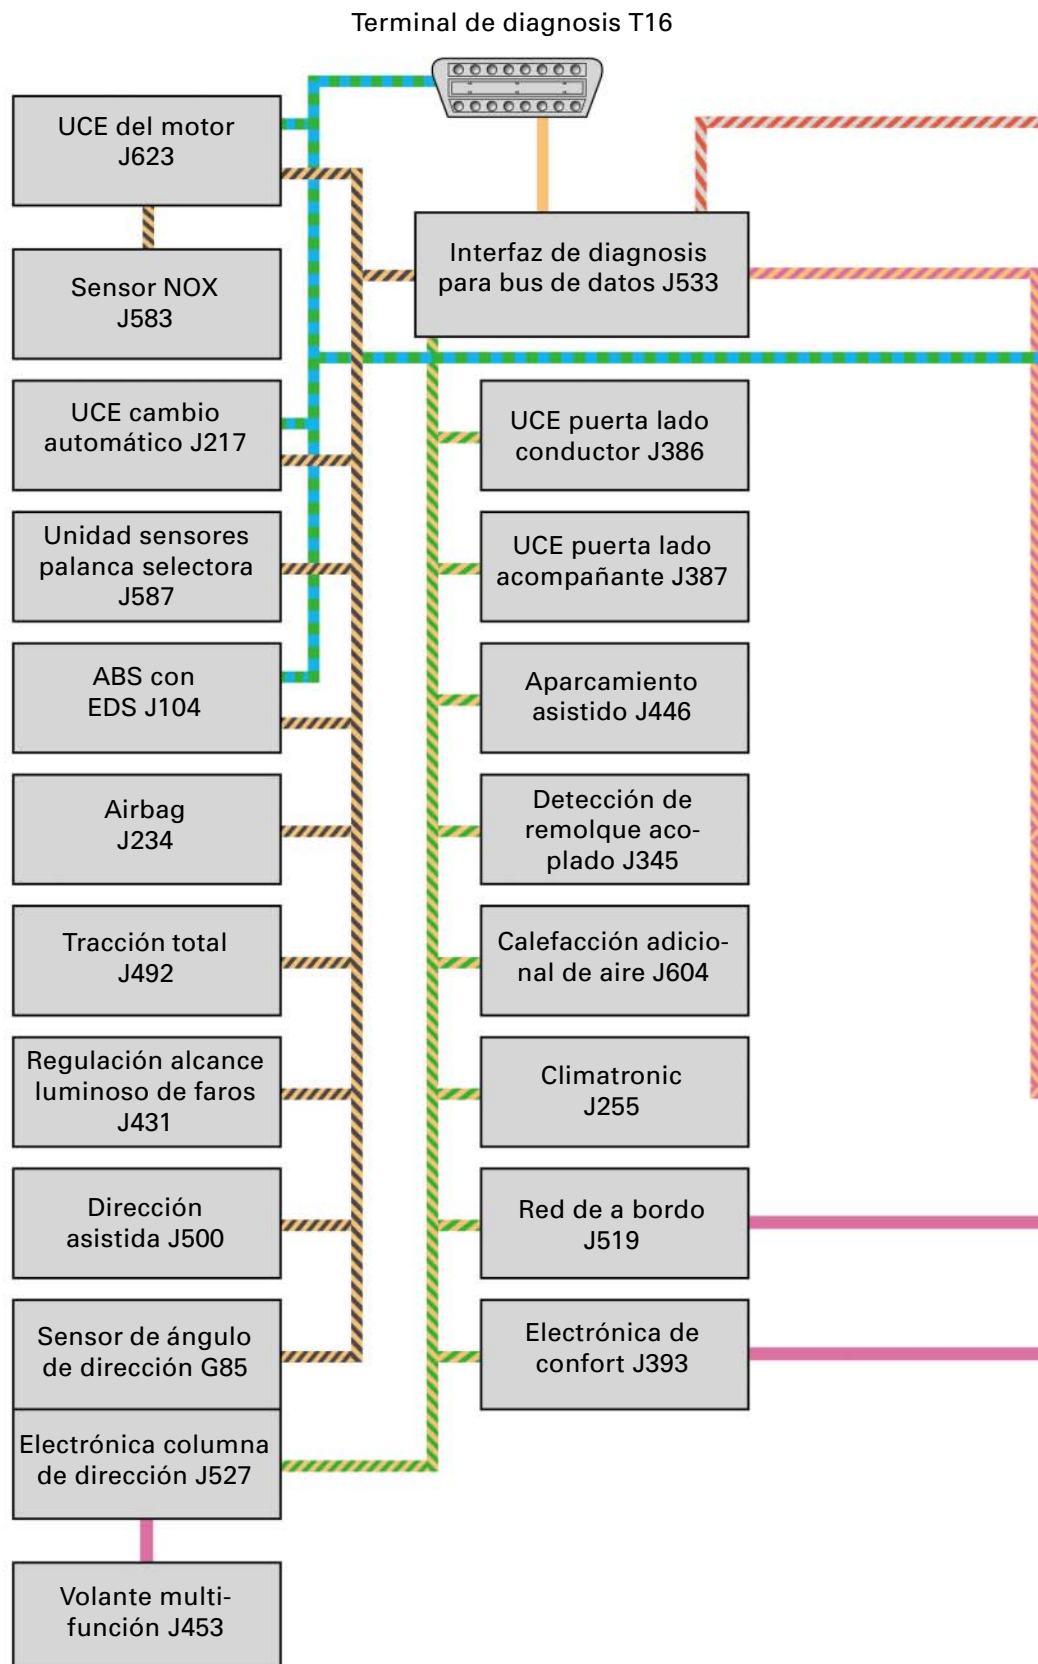 Terminal de diagnosis T16
UCE del motor
J623
Sensor NOX
J583
UCE cambio
automático J217
Unidad sensores
palanca selectora
J587
ABS con
EDS J104
Airbag
J234
Tracción total
J492
Regulación alcance
luminoso de faros
J431
Dirección
asistida J500
Sensor de ángulo
de dirección G85
Electrónica columna
de dirección J527
Volante multi-
función J453
Interfaz de diagnosis
para bus de datos J533
UCE puerta lado
conductor J386
UCE puerta lado
acompañante J387
Aparcamiento
asistido J446
Detección de
remolque aco-
plado J345
Calefacción adicio-
nal de aire J604
Climatronic
J255
Red de a bordo
J519
Electrónica de
confort J393